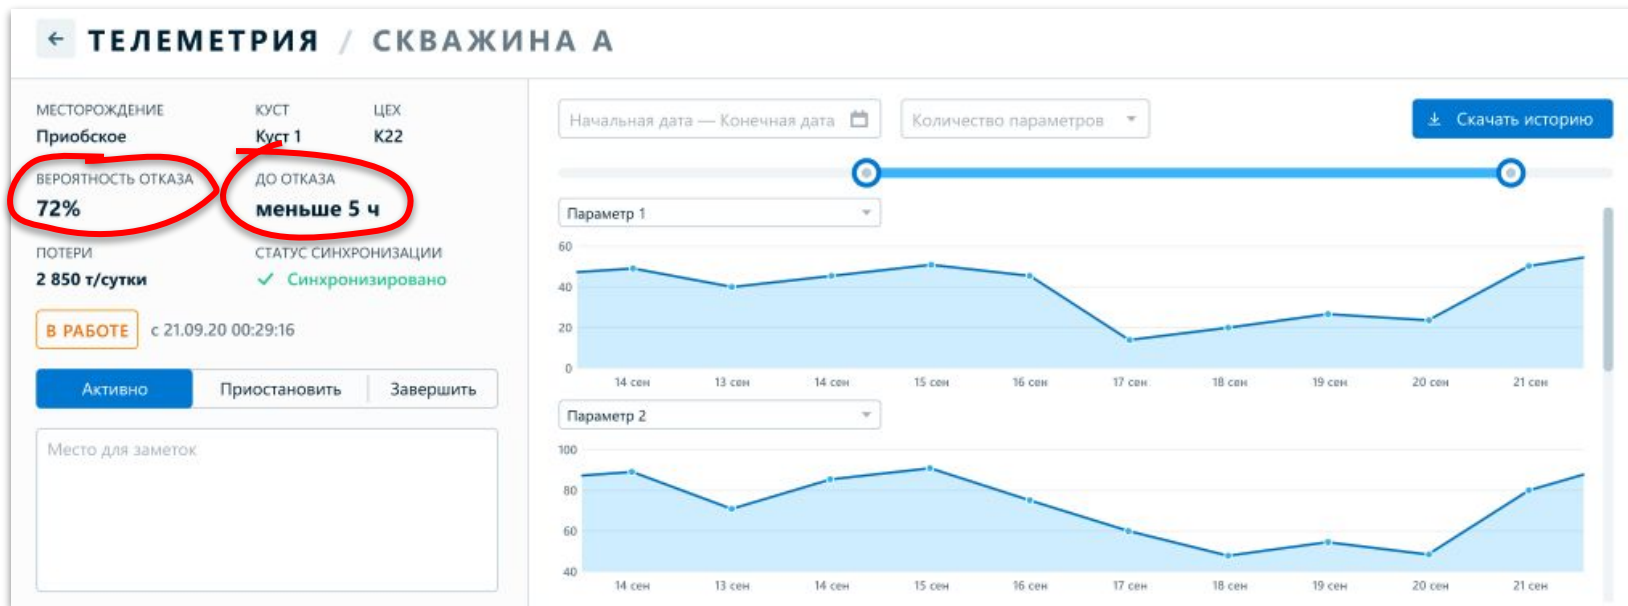 ← ТЕЛЕМЕТРИЯ / СКВАЖИНА А
МЕСТОРОЖДЕНИЕ КУСТ ЦЕХ
Приобское Куст 1 К22
ВЕРОЯТНОСТЬ ОТКАЗА ДО ОТКАЗА
72% меньше 5 ч
ПОТЕРИ СТАТУС СИНХРОНИЗАЦИИ
2 850 т/сутки ✓ Синхронизировано
В РАБОТЕ с 21.09.20 00:29:16
Активно Приостановить Завершить
Место для заметок
Начальная дата — Конечная дата Количество параметров Скачать историю
Параметр 1
60
40
20
0
14 сен 13 сен 14 сен 15 сен 16 сен 17 сен 18 сен 19 сен 20 сен 21 сен
Параметр 2
100
80
60
40
14 сен 13 сен 14 сен 15 сен 16 сен 17 сен 18 сен 19 сен 20 сен 21 сен